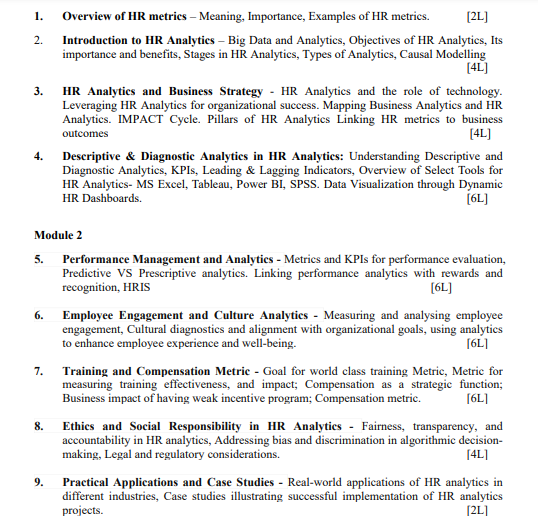 1. Overview of HR metrics – Meaning, Importance, Examples of HR metrics. [2L]
2. Introduction to HR Analytics – Big Data and Analytics, Objectives of HR Analytics, Its
importance and benefits, Stages in HR Analytics, Types of Analytics, Causal Modelling
[4L]
3. HR Analytics and Business Strategy - HR Analytics and the role of technology.
Leveraging HR Analytics for organizational success. Mapping Business Analytics and HR
Analytics. IMPACT Cycle. Pillars of HR Analytics Linking HR metrics to business
outcomes [4L]
4. Descriptive & Diagnostic Analytics in HR Analytics: Understanding Descriptive and
Diagnostic Analytics, KPIs, Leading & Lagging Indicators, Overview of Select Tools for
HR Analytics- MS Excel, Tableau, Power BI, SPSS. Data Visualization through Dynamic
HR Dashboards. [6L]
Module 2
5. Performance Management and Analytics - Metrics and KPIs for performance evaluation,
Predictive VS Prescriptive analytics. Linking performance analytics with rewards and
recognition, HRIS [6L]
6. Employee Engagement and Culture Analytics - Measuring and analysing employee
engagement, Cultural diagnostics and alignment with organizational goals, using analytics
to enhance employee experience and well-being. [6L]
7. Training and Compensation Metric - Goal for world class training Metric, Metric for
measuring training effectiveness, and impact; Compensation as a strategic function;
Business impact of having weak incentive program; Compensation metric. [6L]
8. Ethics and Social Responsibility in HR Analytics - Fairness, transparency, and
accountability in HR analytics, Addressing bias and discrimination in algorithmic decision-
making, Legal and regulatory considerations. [4L]
9. Practical Applications and Case Studies - Real-world applications of HR analytics in
different industries, Case studies illustrating successful implementation of HR analytics
projects. [2L]